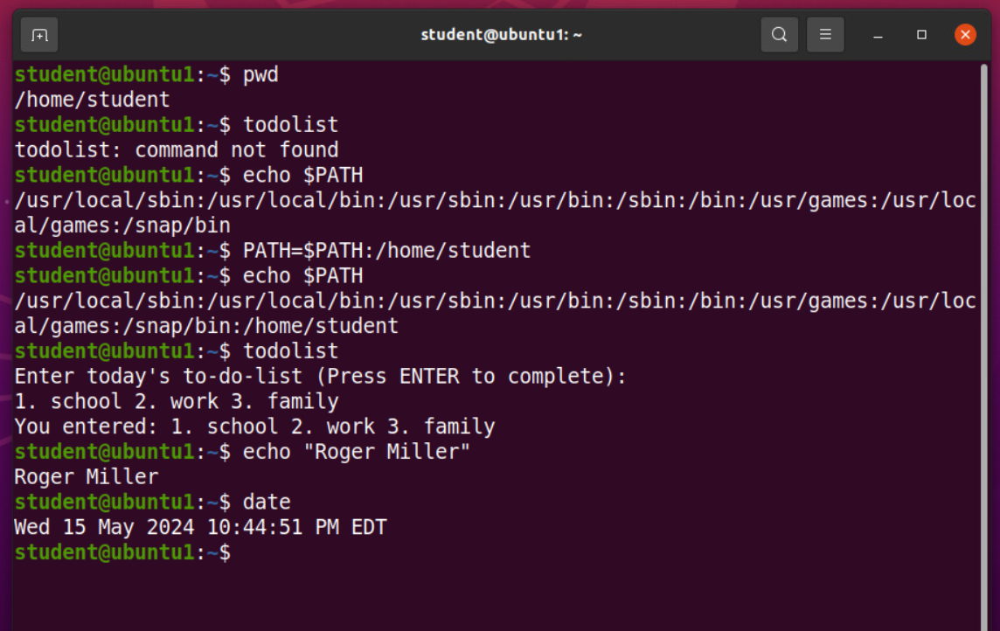 student@ubuntu1: ~
student@ubuntu1:~$ pwd
/home/student
student@ubuntu1:~$ todolist
todolist: command not found
student@ubuntu1:~$ echo $PATH
/usr/local/sbin:/usr/local/bin:/usr/sbin:/usr/bin:/sbin:/bin:/usr/games:/usr/loc
al/games:/snap/bin
student@ubuntu1:~$ PATH=$PATH:/home/student
student@ubuntu1:~$ echo $PATH
/usr/local/sbin:/usr/local/bin:/usr/sbin:/usr/bin:/sbin:/bin:/usr/games:/usr/loc
al/games:/snap/bin:/home/student
student@ubuntu1:~$ todolist
Enter today's to-do-list (Press ENTER to complete):
1. school 2. work 3. family
You entered: 1. school 2. work 3. family
student@ubuntu1:~$ echo "Roger Miller"
Roger Miller
student@ubuntu1:~$ date
Wed 15 May 2024 10:44:51 PM EDT
student@ubuntu1:~$